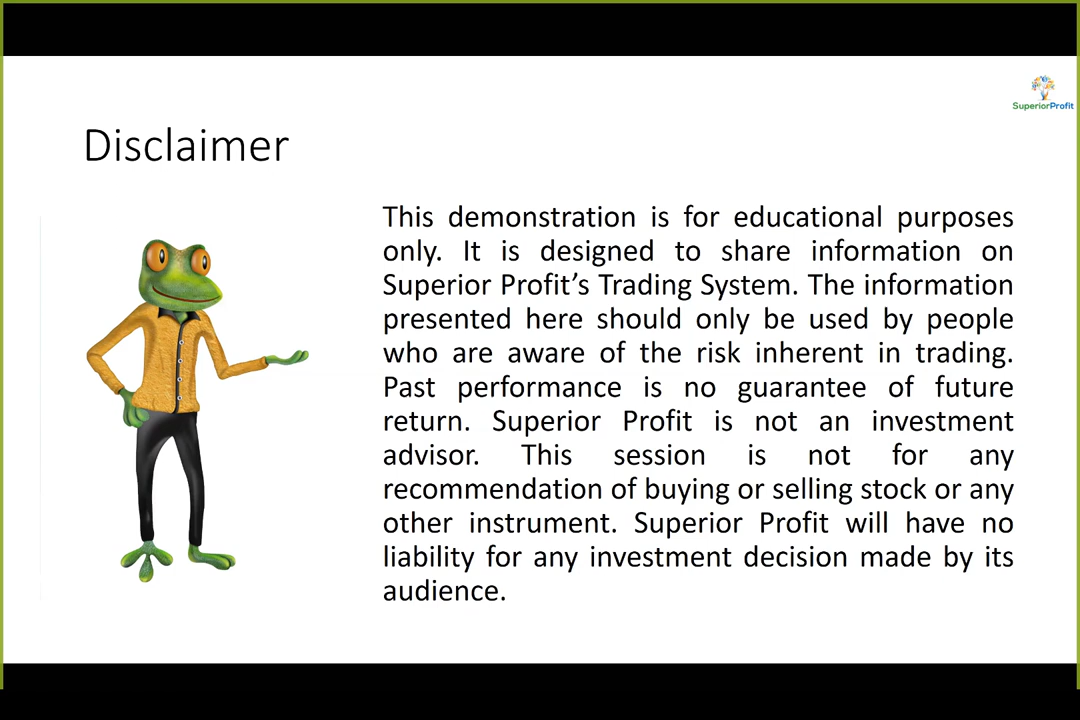 SuperiorProfit
Disclaimer
This demonstration is for educational purposes
only. It is designed to share information on
Superior Profit’s Trading System. The information
presented here should only be used by people
who are aware of the risk inherent in trading.
Past performance is no guarantee of future
return. Superior Profit is not an investment
advisor. This session is not for any
recommendation of buying or selling stock or any
other instrument. Superior Profit will have no
liability for any investment decision made by its
audience.